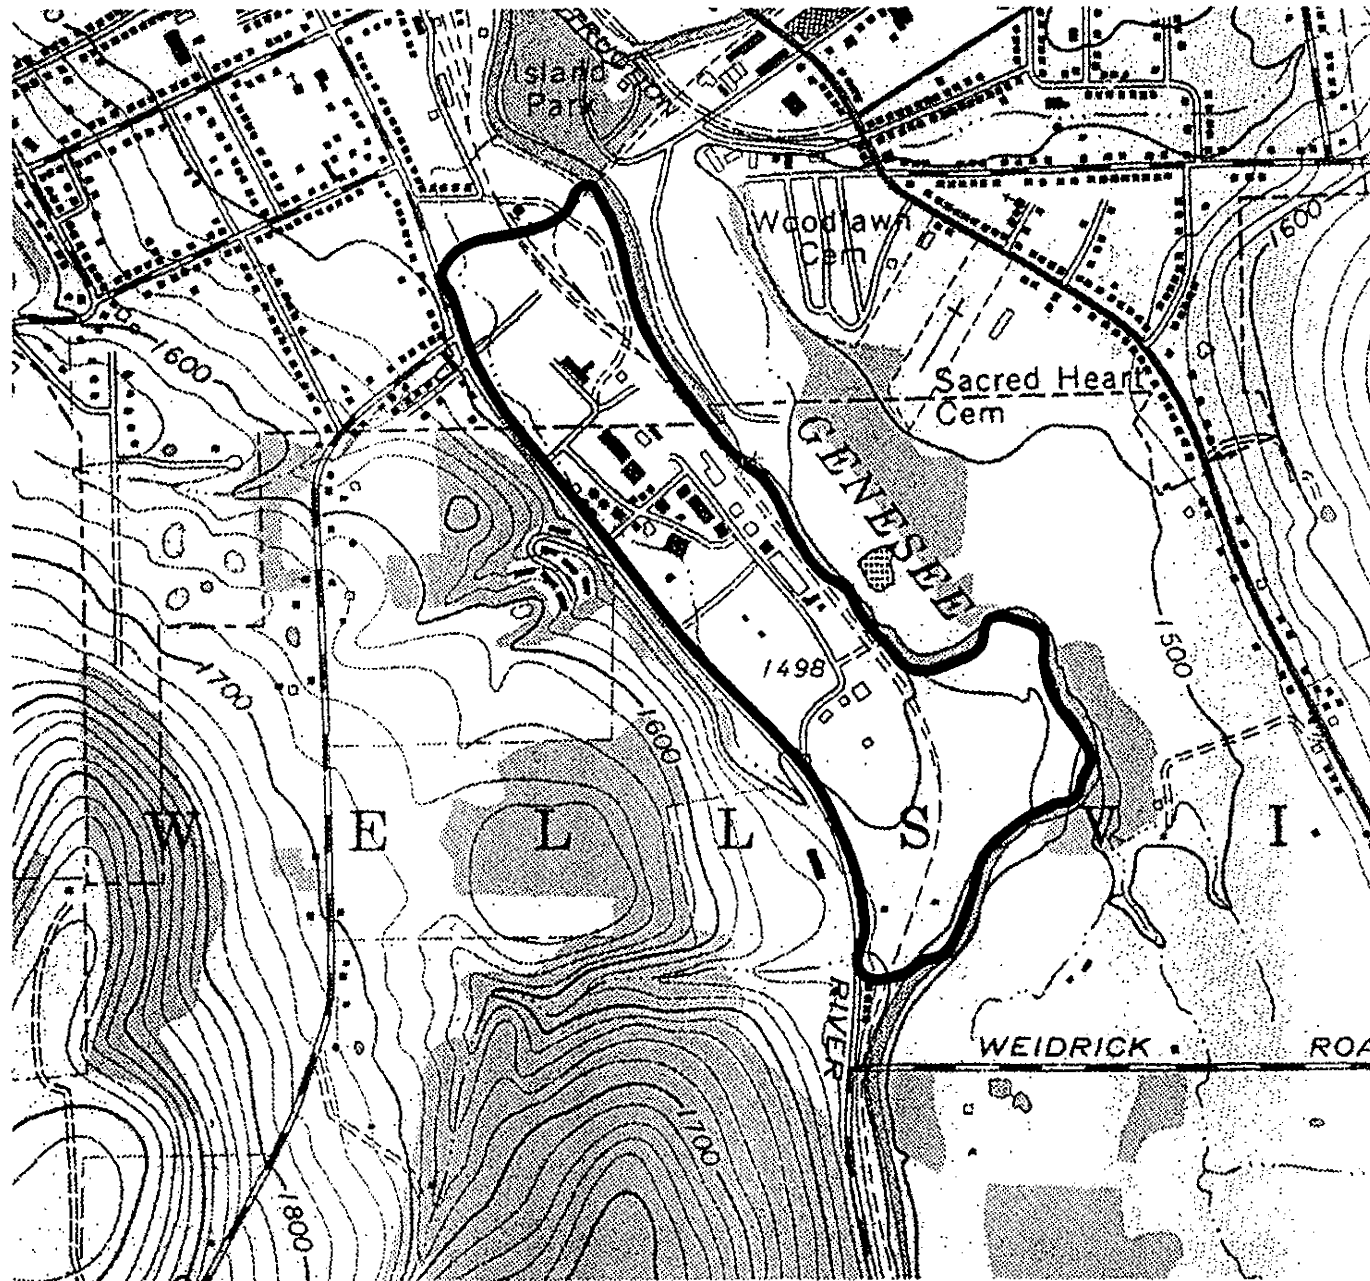 Island
Park
Woodlawn
Cem
1600
1600
Sacred Heart
Cem
GENESEE
1498
1500
1700
1600
W E L L S V I
RIVER
WEIDRICK ROA
1700
1800